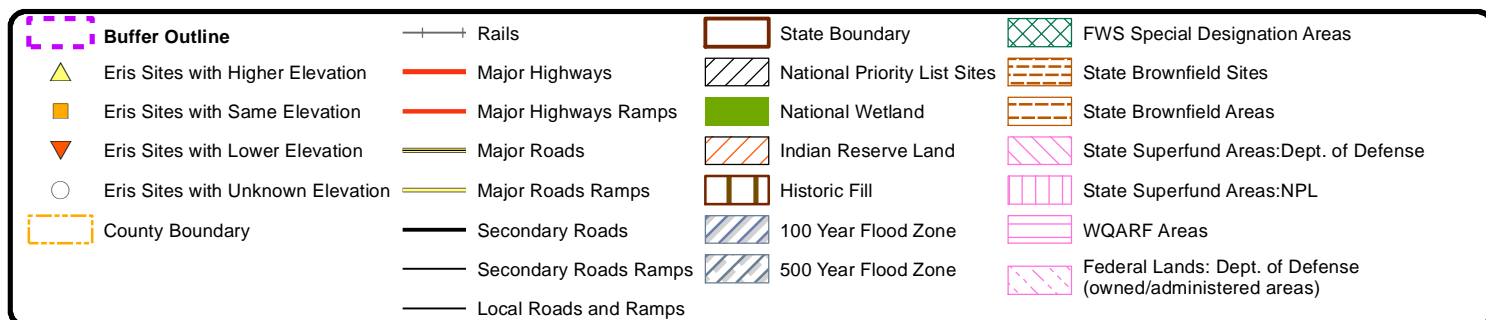 Buffer Outline
Eris Sites with Higher Elevation
Eris Sites with Same Elevation
Eris Sites with Lower Elevation
Eris Sites with Unknown Elevation
County Boundary
Rails
Major Highways
Major Highways Ramps
Major Roads
Major Roads Ramps
Secondary Roads
Secondary Roads Ramps
Local Roads and Ramps
State Boundary
National Priority List Sites
National Wetland
Indian Reserve Land
Historic Fill
100 Year Flood Zone
500 Year Flood Zone
FWS Special Designation Areas
State Brownfield Sites
State Brownfield Areas
State Superfund Areas:Dept. of Defense
State Superfund Areas:NPL
WQARF Areas
Federal Lands: Dept. of Defense
(owned/administered areas)